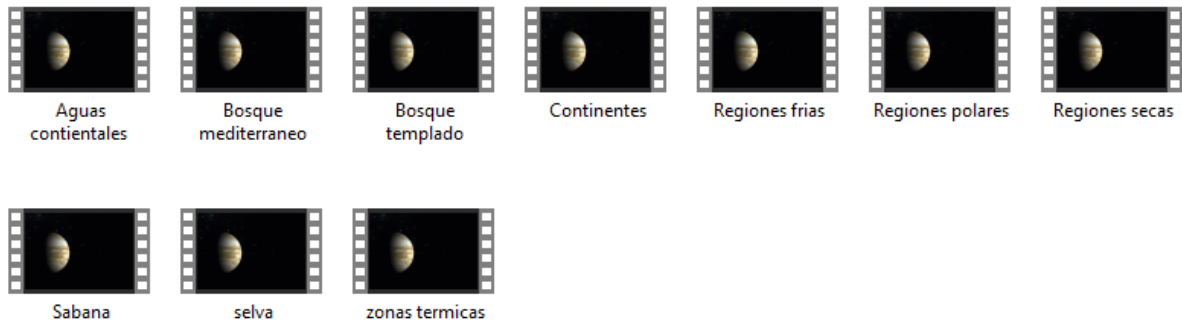 Aguas
contientales
Bosque
mediterraneo
Bosque
templado
Continentes
Regiones frias
Regiones polares
Regiones secas
Sabana
selva
zonas termicas